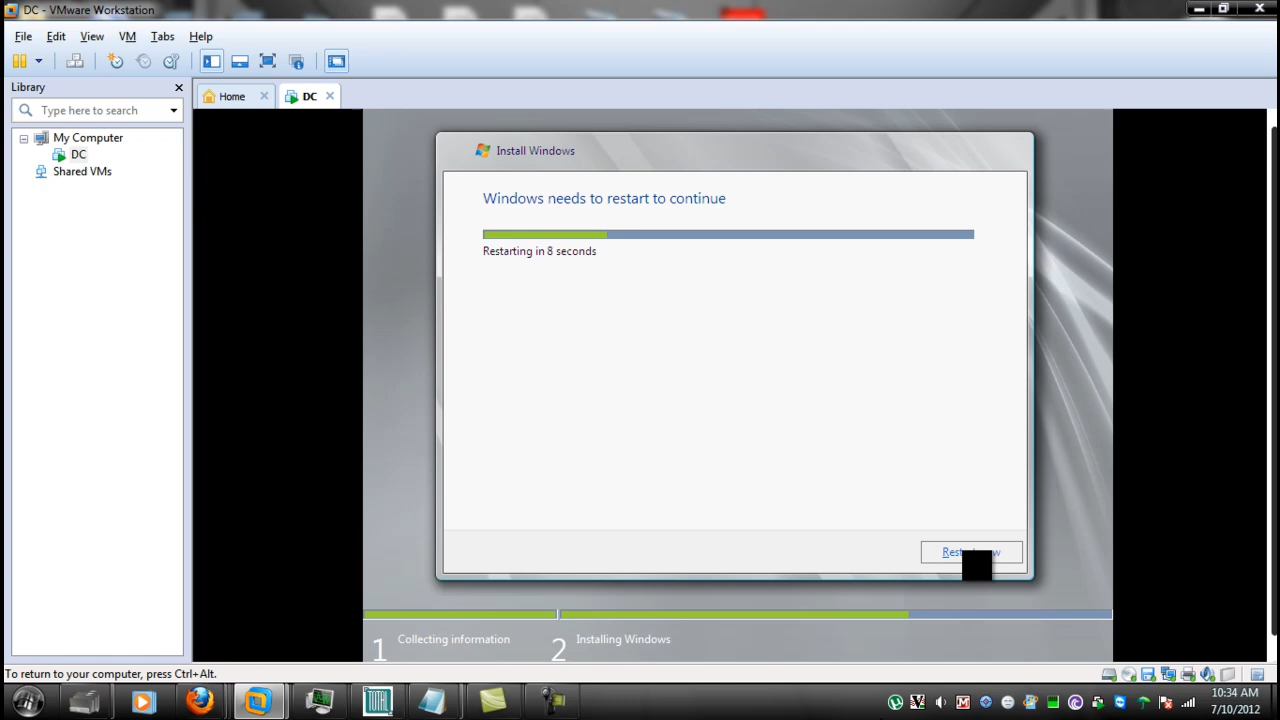 DC - VMware Workstation
File Edit View VM Tabs Help
Library
Type here to search
Home
DC
My Computer
DC
Shared VMs
Install Windows
Windows needs to restart to continue
Restarting in 8 seconds
1 Collecting information
2 Installing Windows
To return to your computer, press Ctrl+Alt.
TOTAL
10:34 AM
7/10/2012